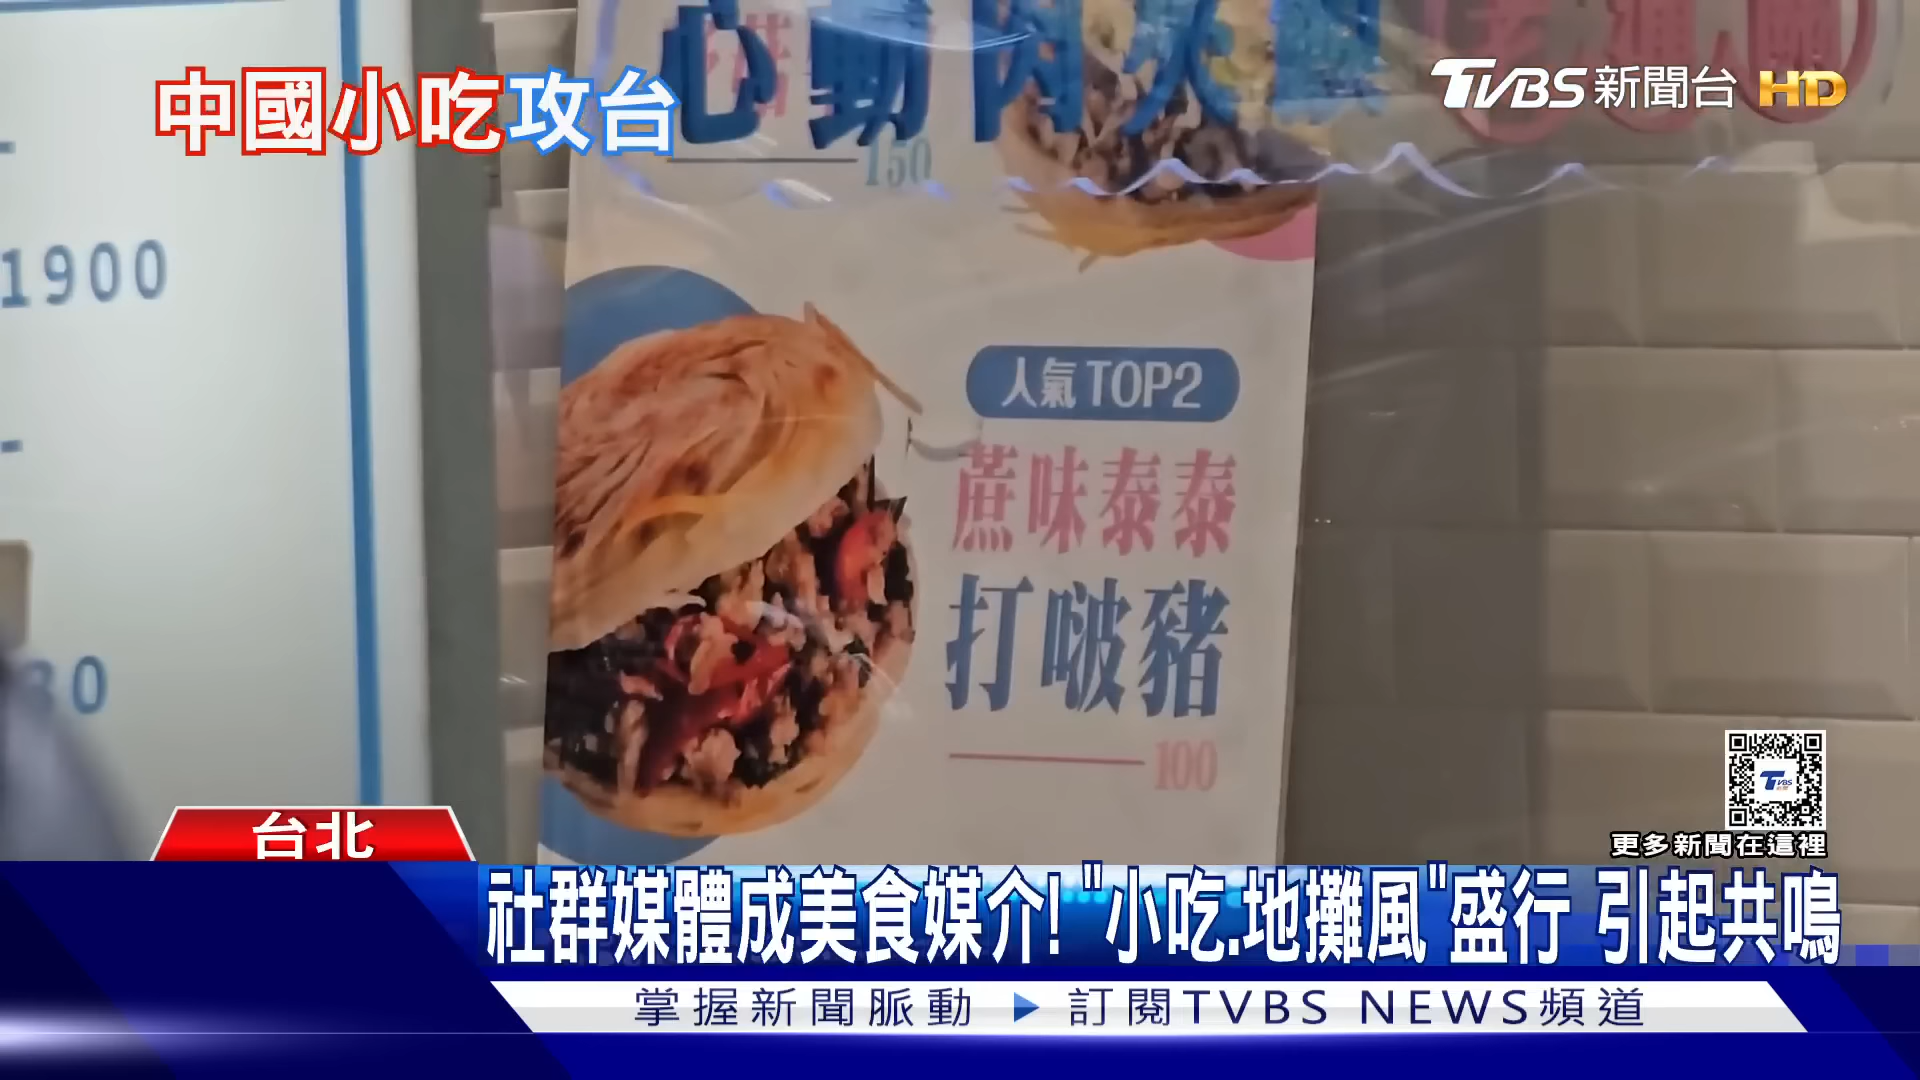 中國小吃攻台
TVBS新聞台 HD
心動肉夾饃
150
1900
人氣TOP2
蔗味泰泰
打啵豬
100
80
台北
更多新聞在這裡
社群媒體成美食媒介!"小吃.地攤風"盛行 引起共鳴
掌握新聞脈動 ▶ 訂閱TVBS NEWS頻道